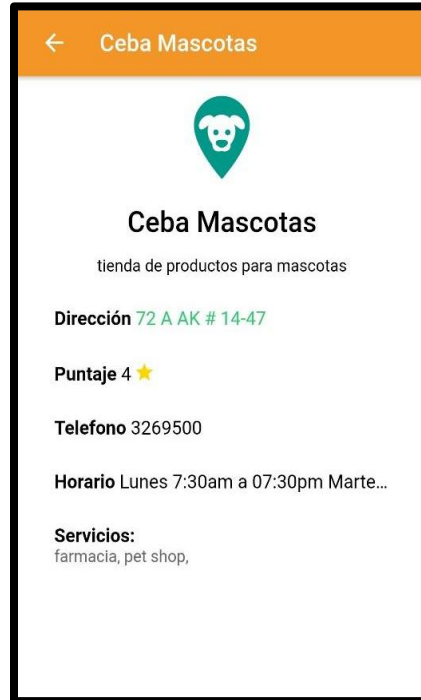 Ceba Mascotas
Ceba Mascotas
tienda de productos para mascotas
Dirección 72 A AK # 14-47
Puntaje 4
Telefono 3269500
Horario Lunes 7:30am a 07:30pm Marte...
Servicios:
farmacia, pet shop,